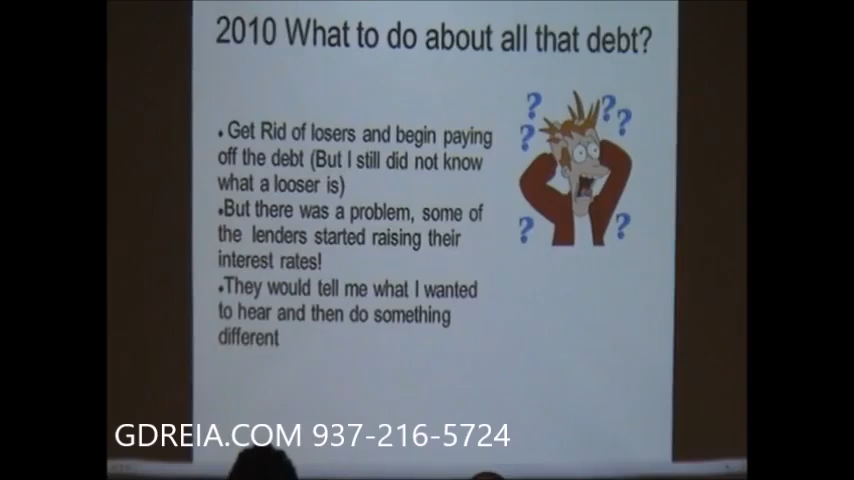 2010 What to do about all that debt?
• Get Rid of losers and begin paying
off the debt (But I still did not know
what a looser is)
•But there was a problem, some of
the lenders started raising their
interest rates!
•They would tell me what I wanted
to hear and then do something
different
? ? ? ?
? ?
GDREIA.COM 937-216-5724